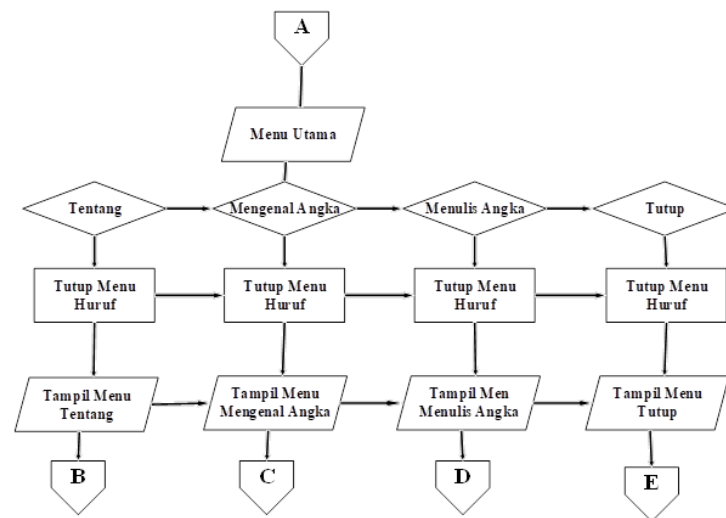 A
Menu Utama
Tentang
Mengenal Angka
Menulis Angka
Tutup
Tutup Menu
Huruf
Tutup Menu
Huruf
Tutup Menu
Huruf
Tutup Menu
Huruf
Tampil Menu
Tentang
Tampil Menu
Mengenal Angka
Tampil Men
Menulis Angka
Tampil Menu
Tutup
B
C
D
E